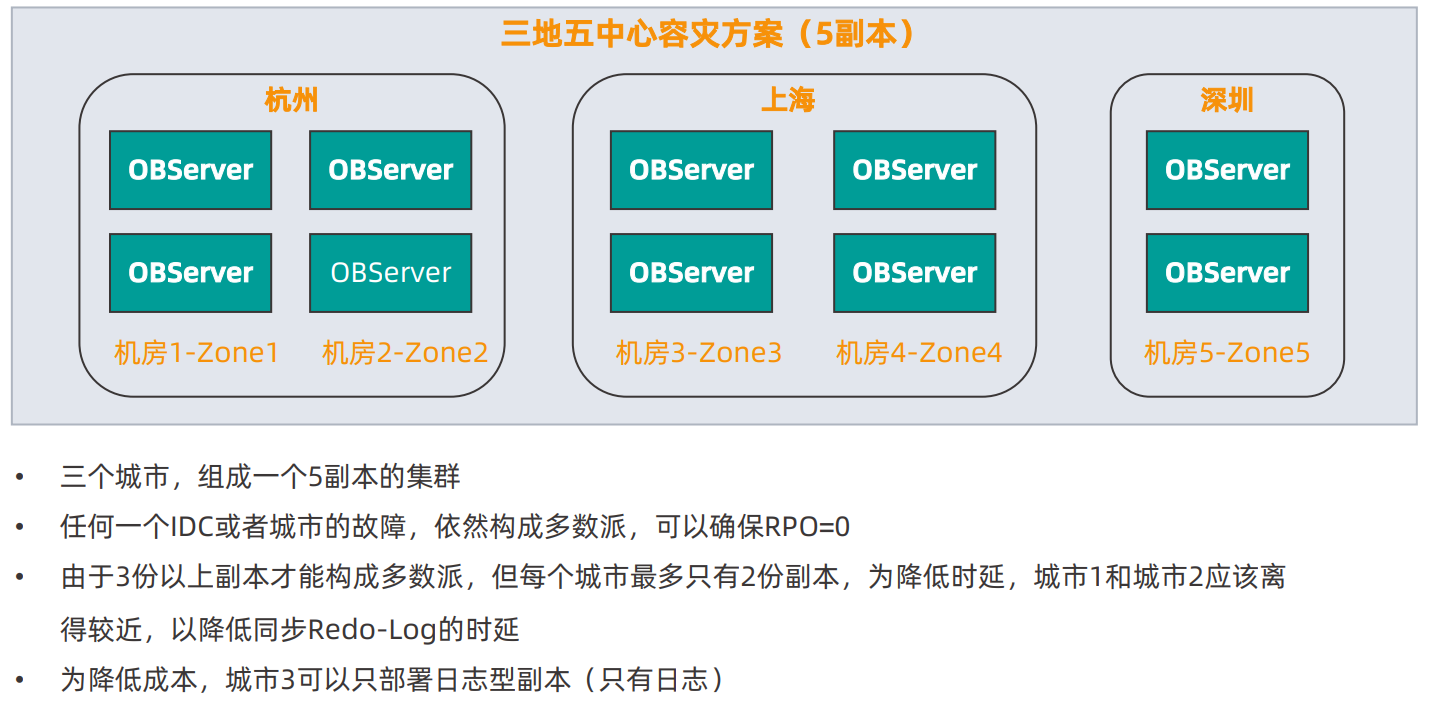 三地五中心容灾方案（5副本）
杭州
上海
深圳
OBServer
OBServer
OBServer
OBServer
OBServer
OBServer
OBServer
OBServer
OBServer
OBServer
机房1-Zone1
机房2-Zone2
机房3-Zone3
机房4-Zone4
机房5-Zone5
• 三个城市，组成一个5副本的集群
• 任何一个IDC或者城市的故障，依然构成多数派，可以确保RPO=0
• 由于3份以上副本才能构成多数派，但每个城市最多只有2份副本，为降低时延，城市1和城市2应该离
得较近，以降低同步Redo-Log的时延
• 为降低成本，城市3可以只部署日志型副本（只有日志）